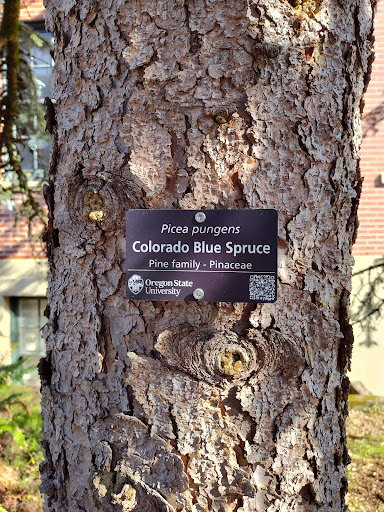 Picea pungens
Colorado Blue Spruce
Pine family - Pinaceae
Oregon State
University